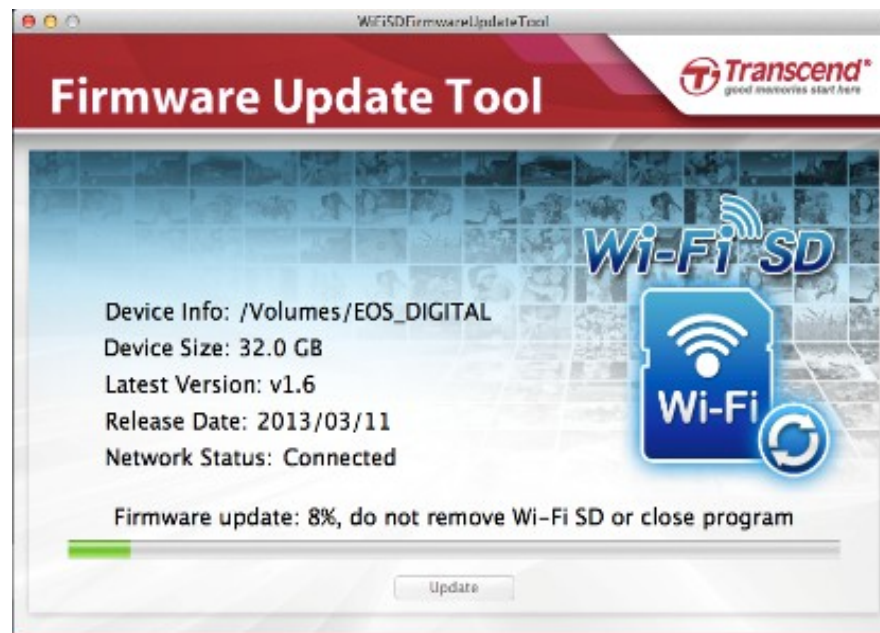 WiFiSDFirmwareUpdateTool
Firmware Update Tool
Transcend®
good memories start here
Wi-Fi SD
Device Info: /Volumes/EOS_DIGITAL
Device Size: 32.0 GB
Latest Version: v1.6
Release Date: 2013/03/11
Network Status: Connected
Wi-Fi
Firmware update: 8%, do not remove Wi-Fi SD or close program
Update